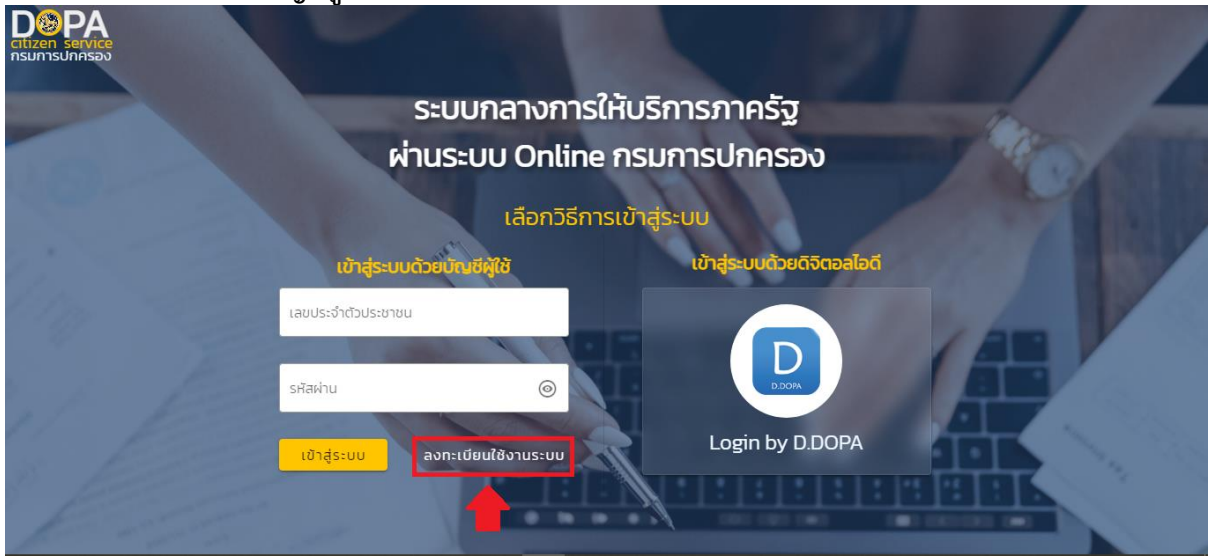 DOPA
citizen service
กรมการปกครอง
ระบบกลางการให้บริการภาครัฐ
ผ่านระบบ Online กรมการปกครอง
เลือกวิธีการเข้าสู่ระบบ
เข้าสู่ระบบด้วยบัญชีผู้ใช้
เลขประจำตัวประชาชน
รหัสผ่าน
เข้าสู่ระบบ
ลงทะเบียนใช้งานระบบ
เข้าสู่ระบบด้วยดิจิตอลไอดี
D
D.DOPA
Login by D.DOPA